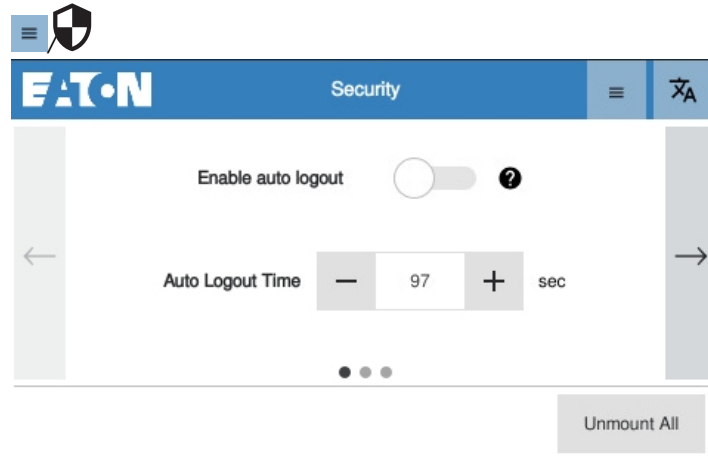 EATON
Security
Enable auto logout
Auto Logout Time
97
sec
Unmount All